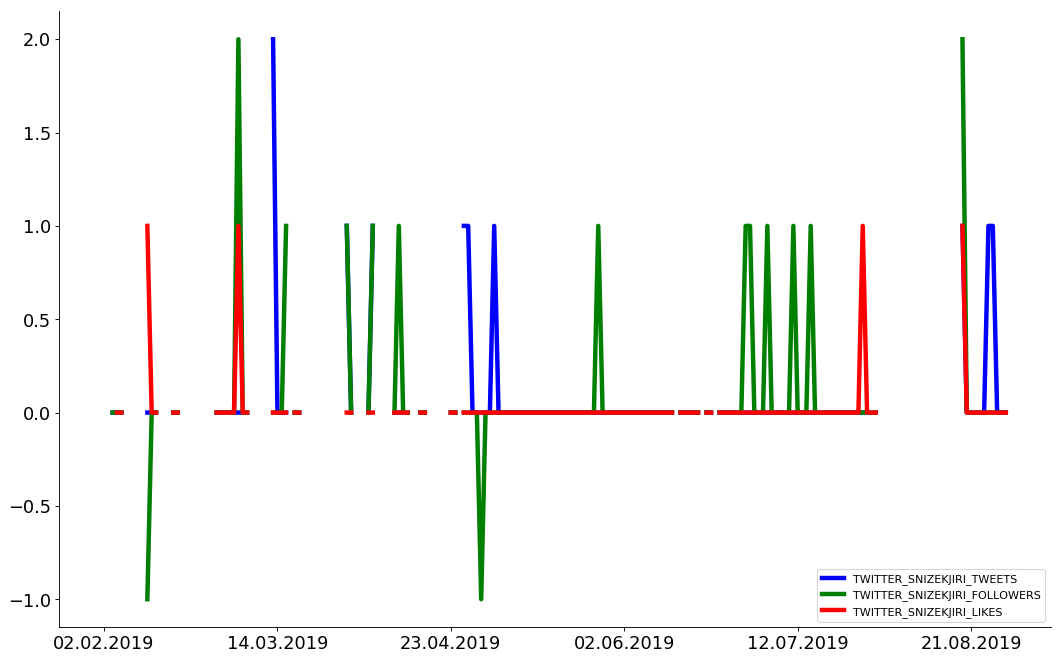 2.0
1.5
1.0
0.5
0.0
−0.5
−1.0
02.02.2019 14.03.2019 23.04.2019 02.06.2019 12.07.2019 21.08.2019
TWITTER_SNIZEKJIRI_TWEETS
TWITTER_SNIZEKJIRI_FOLLOWERS
TWITTER_SNIZEKJIRI_LIKES